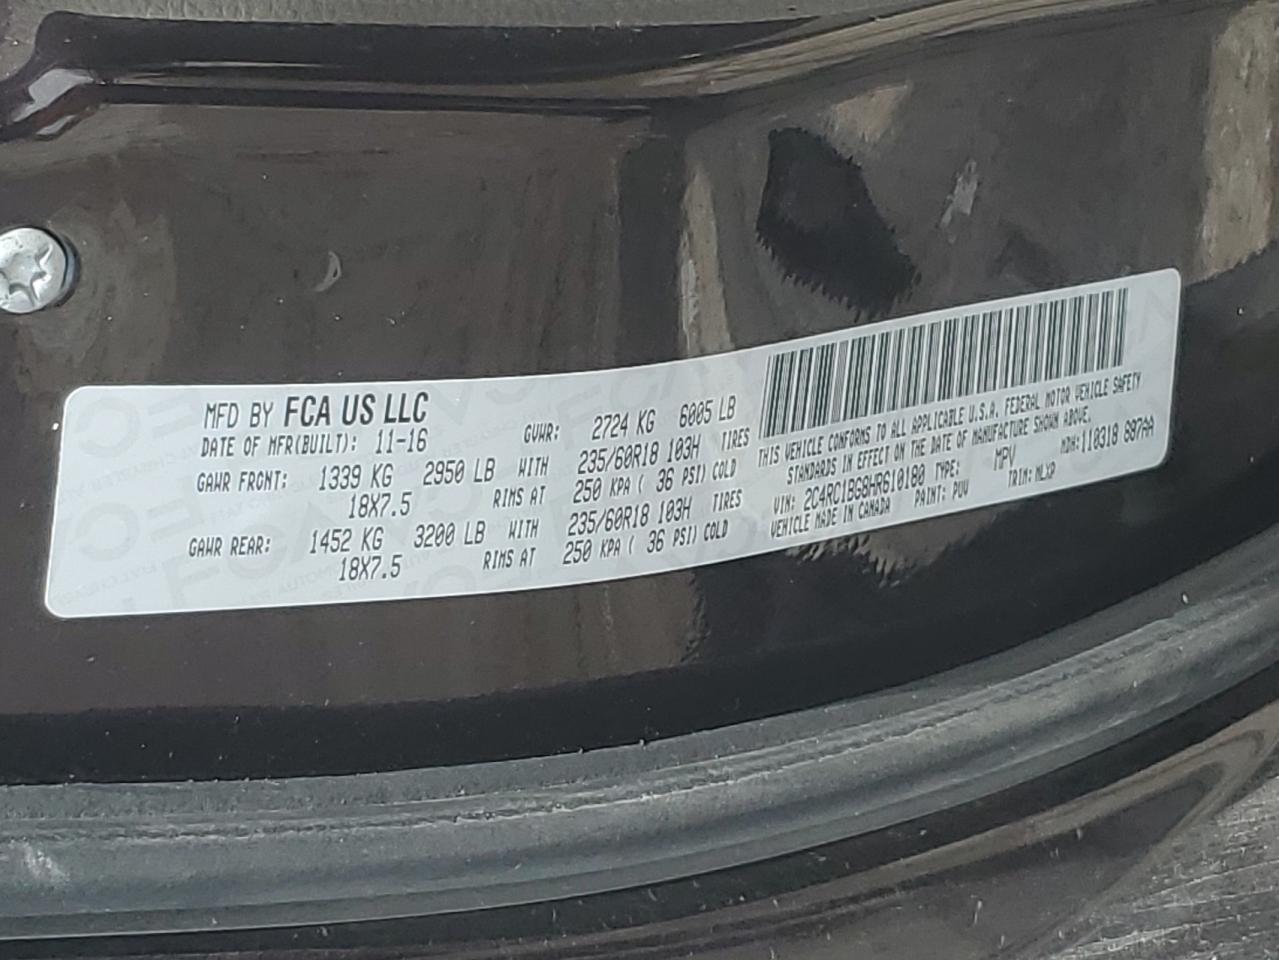 MFD BY FCA US LLC
DATE OF MFR(BUILT): 11-16 GVWR: 2724 KG 6005 LB
GAWR FRONT: 1339 KG 2950 LB WITH 235/60R18 103H TIRES
18X7.5 RIMS AT 250 KPA ( 36 PSI) COLD
GAWR REAR: 1452 KG 3200 LB WITH 235/60R18 103H TIRES
18X7.5 RIMS AT 250 KPA ( 36 PSI) COLD
THIS VEHICLE CONFORMS TO ALL APPLICABLE U.S.A. FEDERAL MOTOR VEHICLE SAFETY
STANDARDS IN EFFECT ON THE DATE OF MANUFACTURE SHOWN ABOVE.
VIN: 2C4RC1BG8HR610180 TYPE: MPV MDH: 110318 887AA
VEHICLE MADE IN CANADA PAINT: PUV TRIM: MLXP